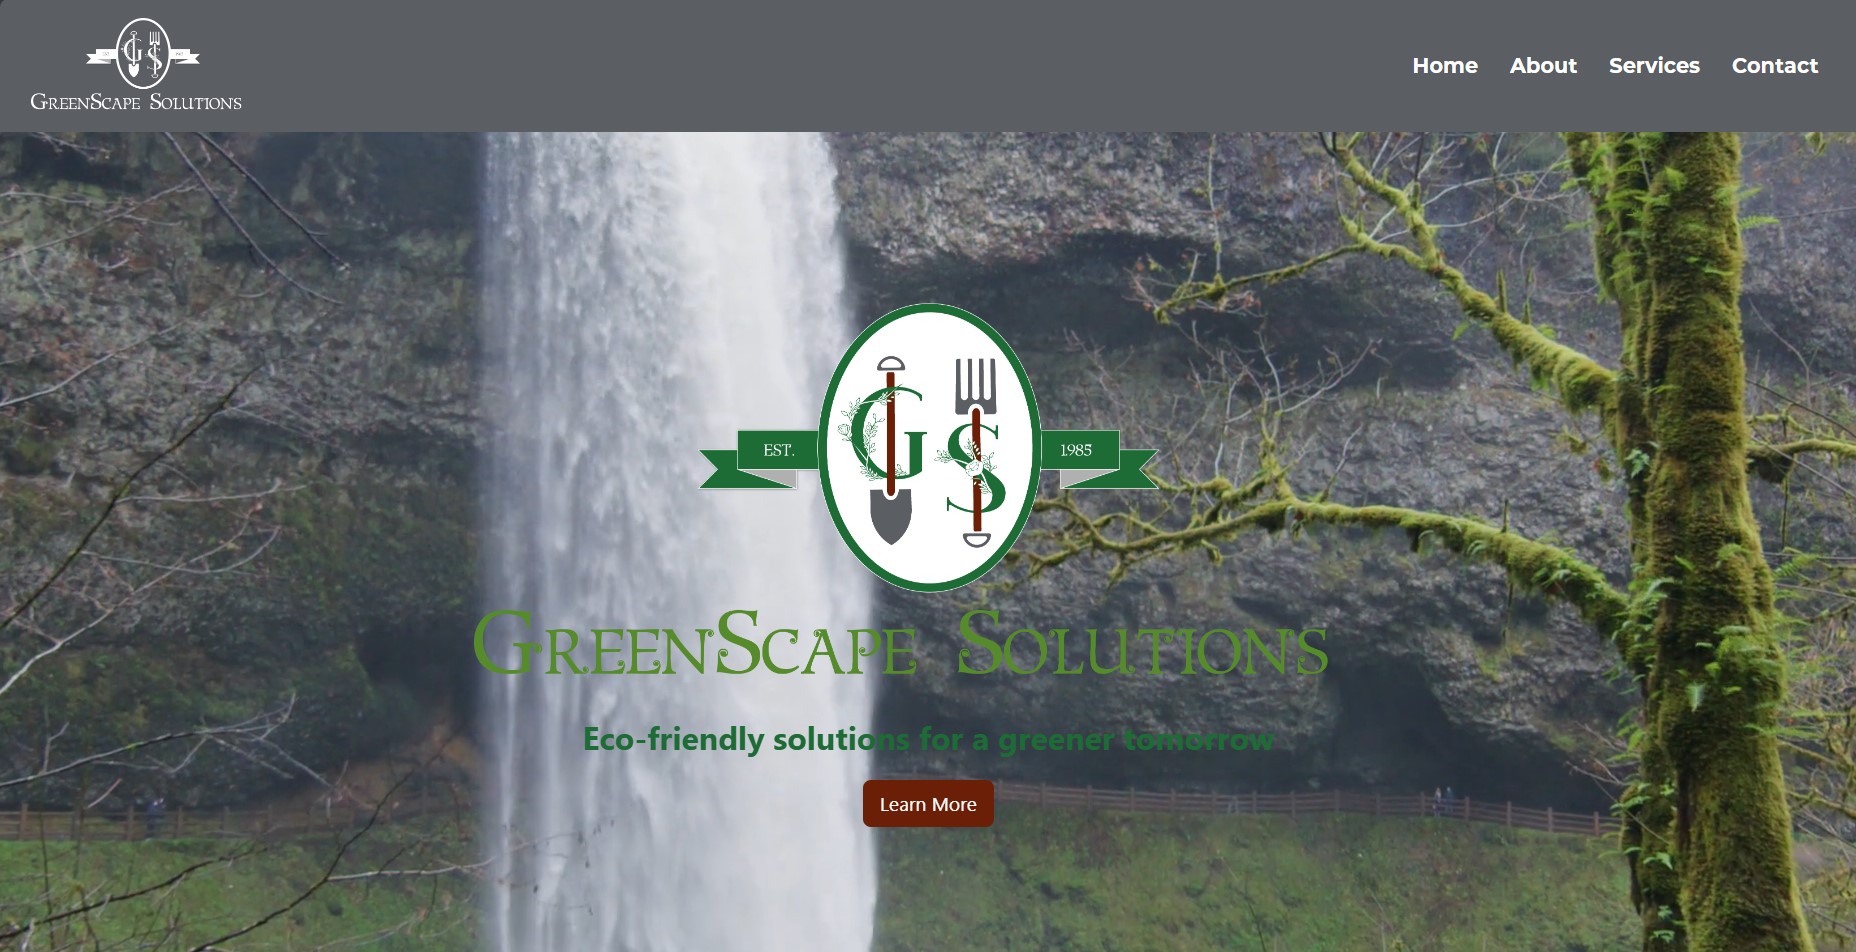 GreenScape Solutions
Home About Services Contact
EST. GS 1985
GreenScape Solutions
Eco-friendly solutions for a greener tomorrow
Learn More